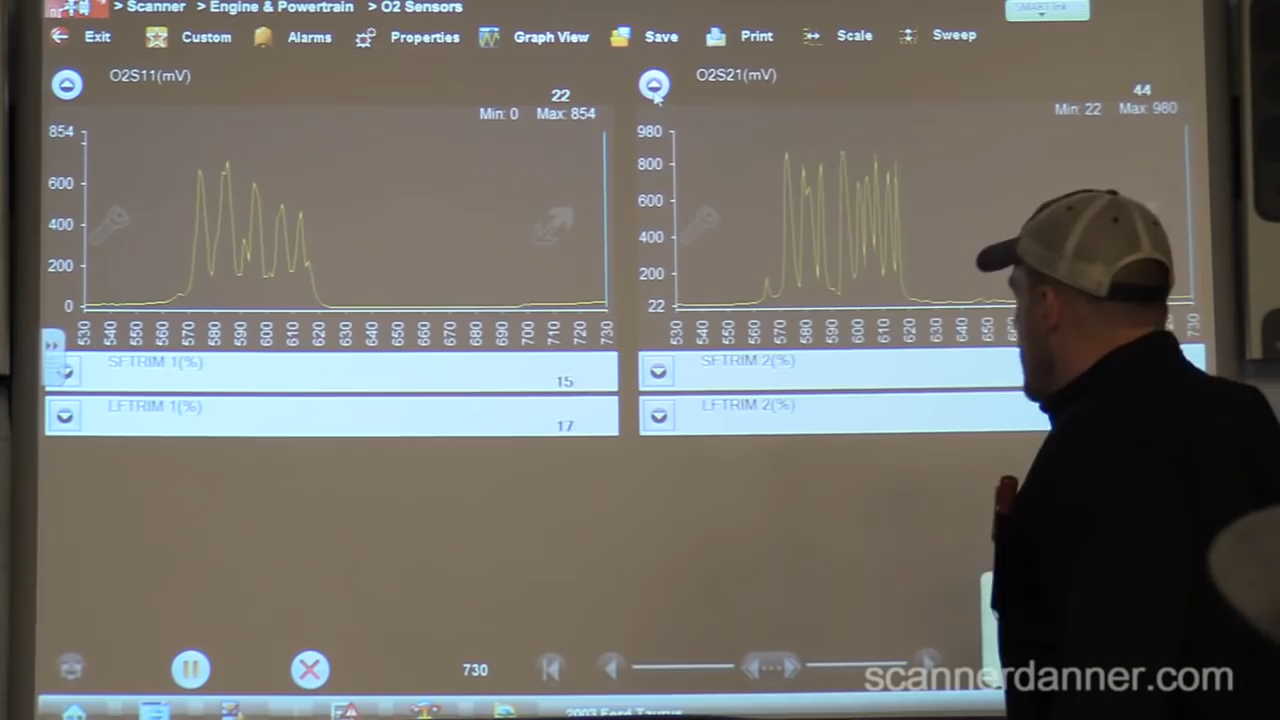 > Scanner > Engine & Powertrain > O2 Sensors
Exit Custom Alarms Properties Graph View Save Print Scale Sweep
O2S11(mV)
22
Min: 0 Max: 854
854
600
400
200
0
530 540 550 560 570 580 590 600 610 620 630 640 650 660 670 680 690 700 710 720 730
SFTRIM 1(%)
15
LFTRIM 1(%)
17
O2S21(mV)
44
Min: 22 Max: 980
980
800
600
400
200
22
530 540 550 560 570 580 590 600 610 620 630 640 650 730
SFTRIM 2(%)
LFTRIM 2(%)
730
scannerdanner.com
2003 Ford Taurus